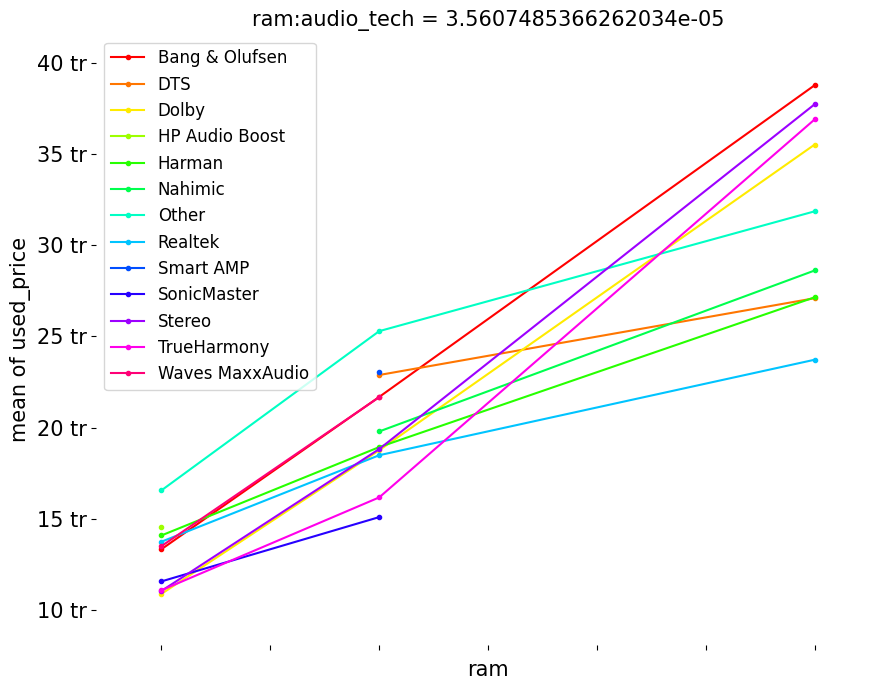 ram:audio_tech = 3.5607485366262034e-05
40 tr
35 tr
30 tr
25 tr
20 tr
15 tr
10 tr
mean of used_price
Bang & Olufsen
DTS
Dolby
HP Audio Boost
Harman
Nahimic
Other
Realtek
Smart AMP
SonicMaster
Stereo
TrueHarmony
Waves MaxxAudio
ram